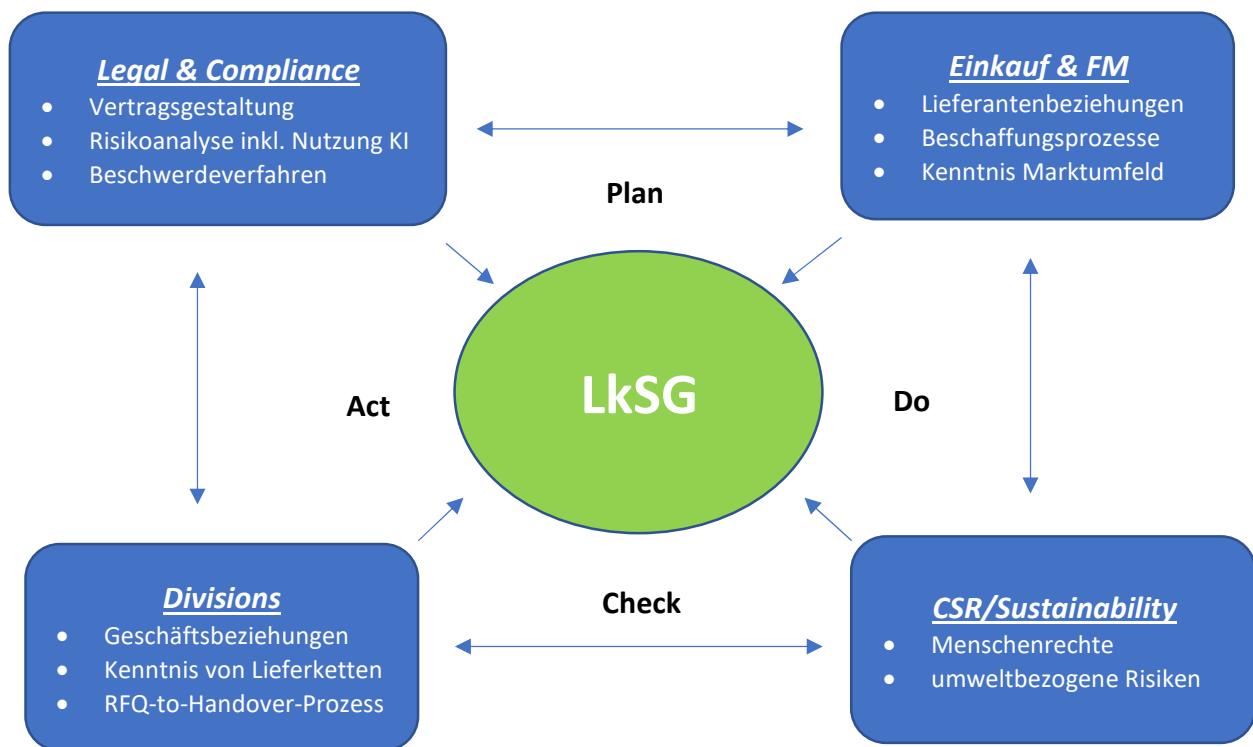 Legal & Compliance
• Vertragsgestaltung
• Risikoanalyse inkl. Nutzung KI
• Beschwerdeverfahren
Einkauf & FM
• Lieferantenbeziehungen
• Beschaffungsprozesse
• Kenntnis Marktumfeld
Plan
LkSG
Act
Do
Check
Divisions
• Geschäftsbeziehungen
• Kenntnis von Lieferketten
• RFQ-to-Handover-Prozess
CSR/Sustainability
• Menschenrechte
• umweltbezogene Risiken